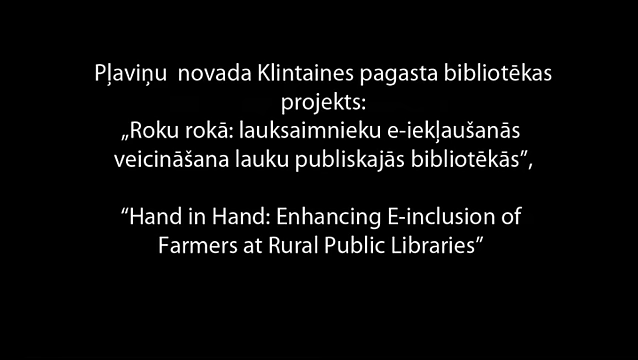 Pļaviņu novada Klintaines pagasta bibliotēkas
projekts:
„Roku rokā: lauksaimnieku e-iekļaušanās
veicināšana lauku publiskajās bibliotēkās”,
“Hand in Hand: Enhancing E-inclusion of
Farmers at Rural Public Libraries”